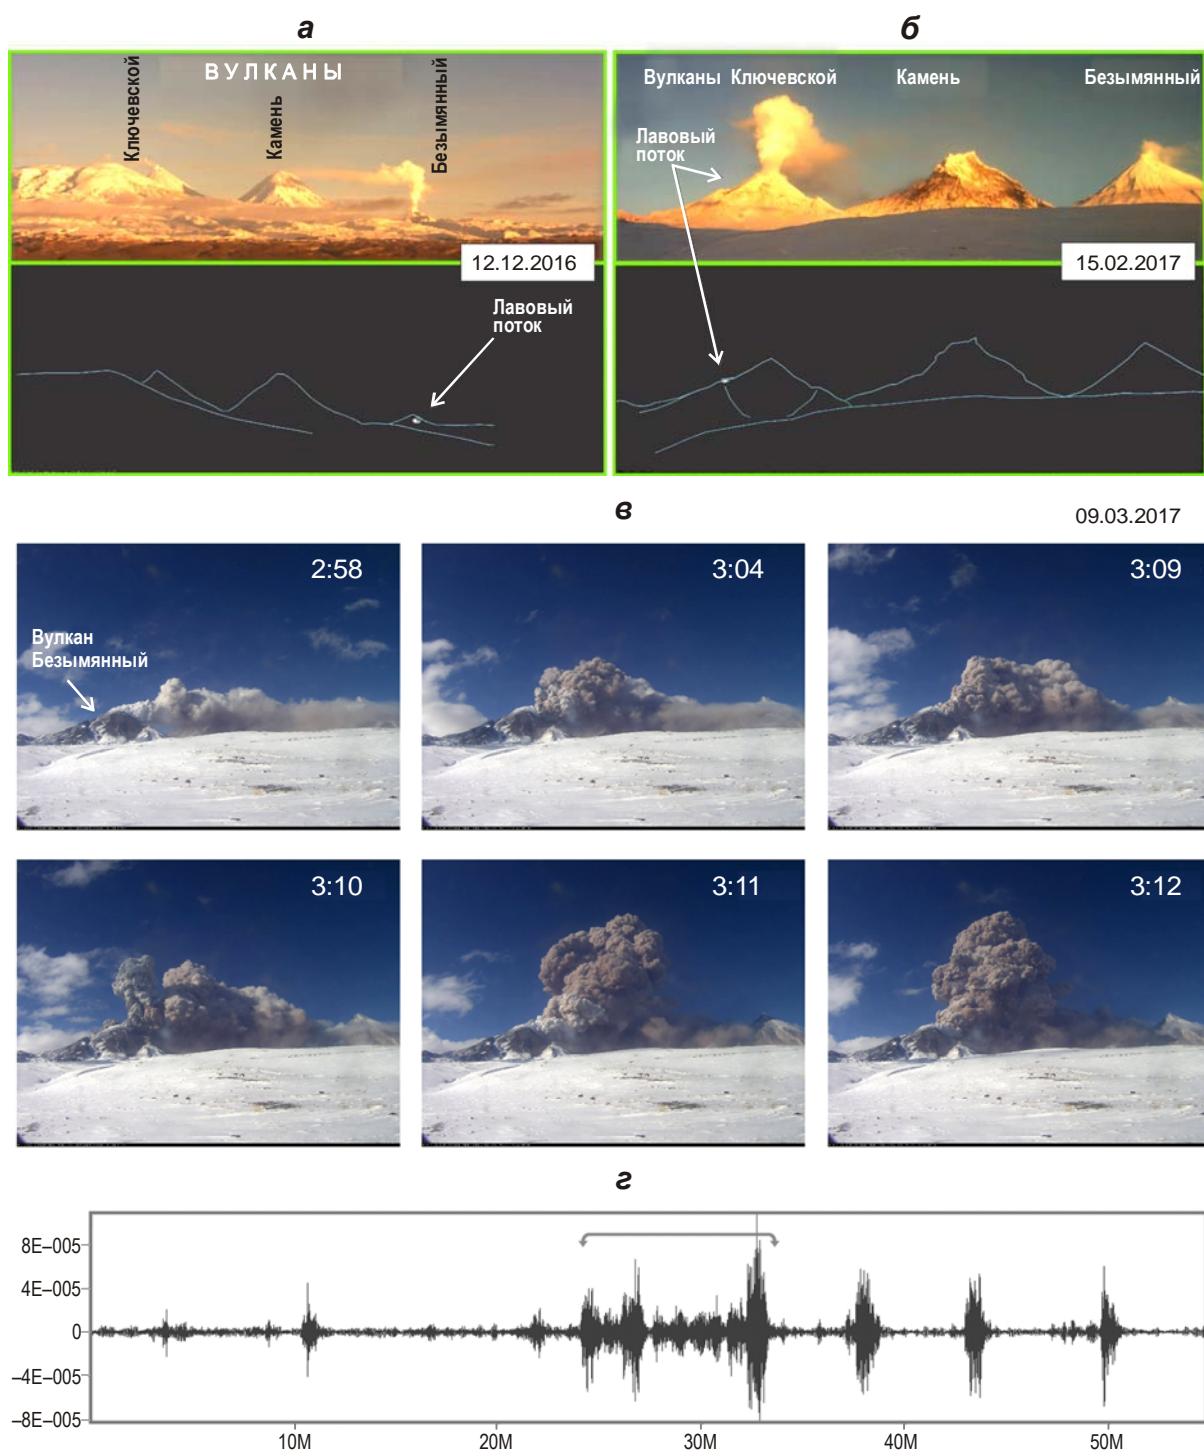 а
б
ВУЛКАНЫ
Ключевской
Камень
Безымянный
12.12.2016
Лавовый
поток
Вулканы Ключевской Камень Безымянный
Лавовый
поток
15.02.2017
в
09.03.2017
2:58
Вулкан
Безымянный
3:04
3:09
3:10
3:11
3:12
г
8E–005
4E–005
0
–4E–005
–8E–005
10M 20M 30M 40M 50M